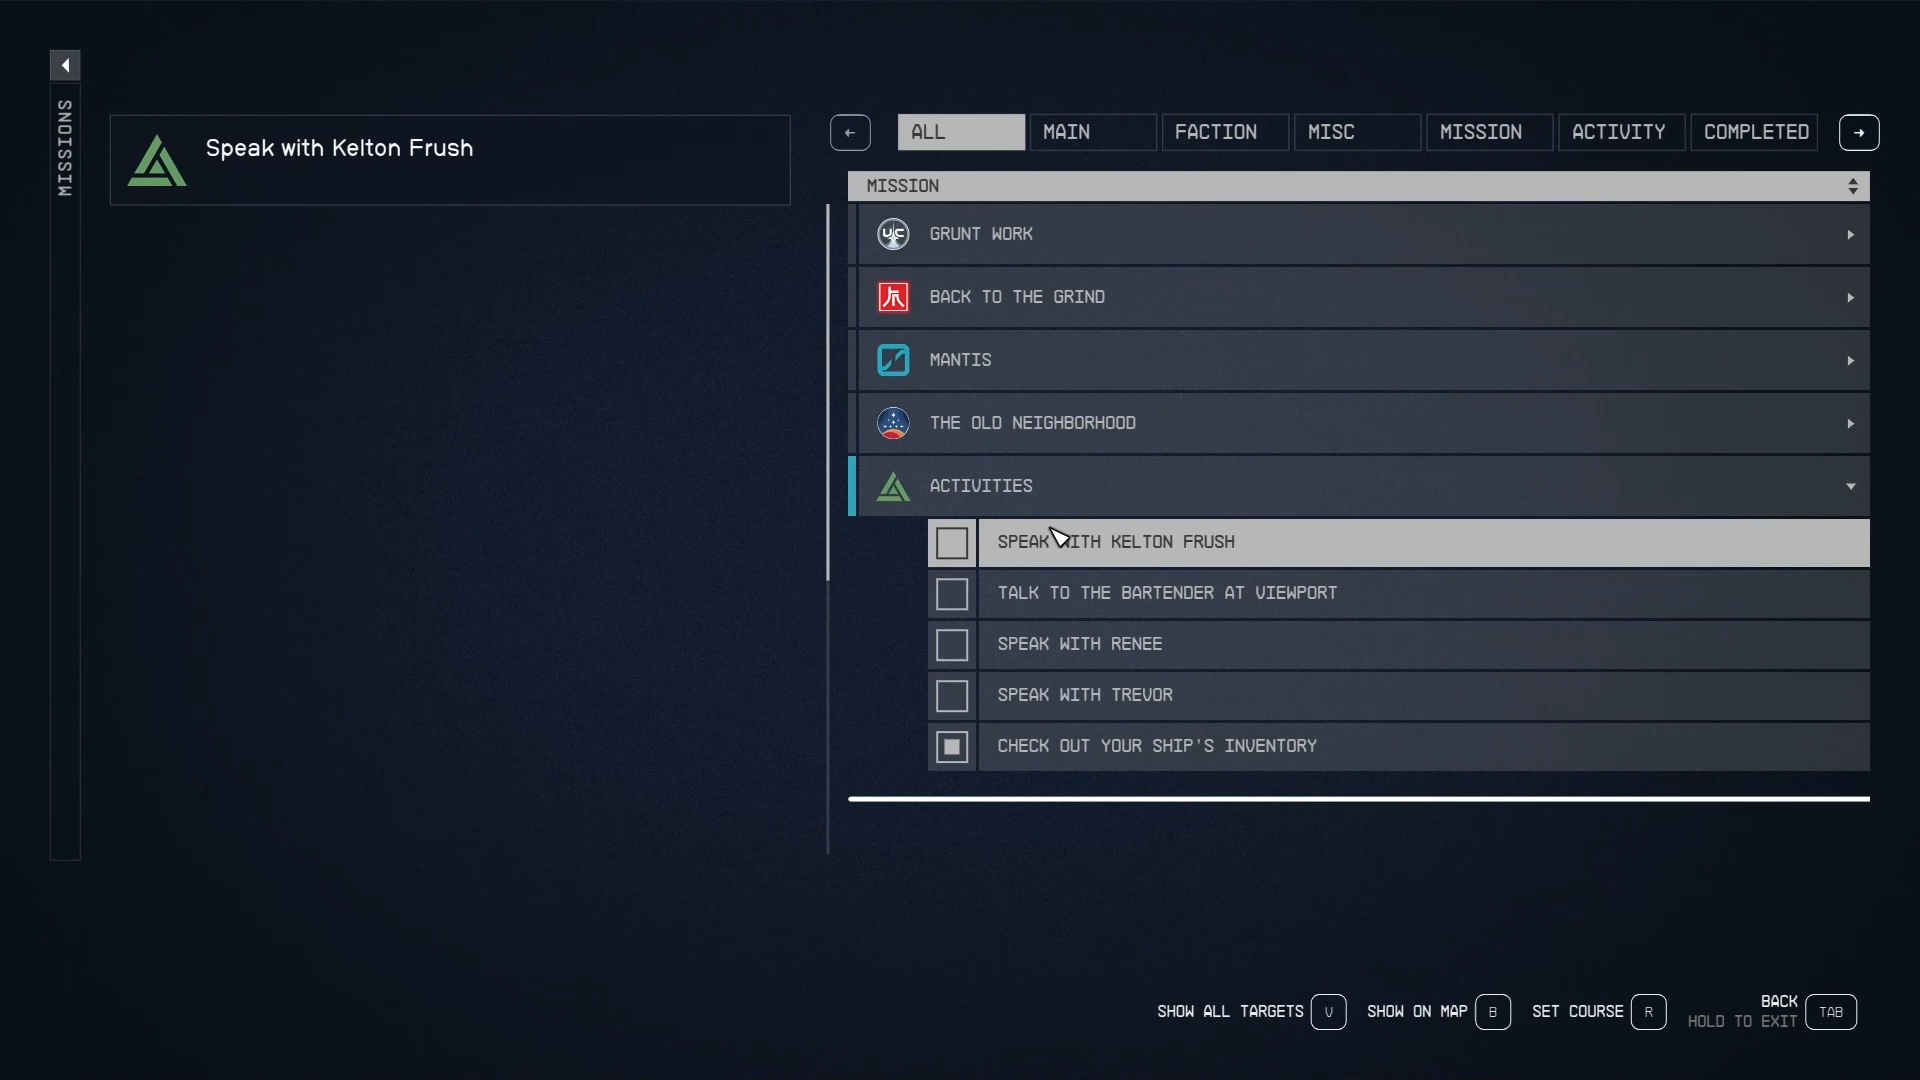 MISSIONS
Speak with Kelton Frush
ALL
MAIN
FACTION
MISC
MISSION
ACTIVITY
COMPLETED
MISSION
UC
GRUNT WORK
BACK TO THE GRIND
MANTIS
THE OLD NEIGHBORHOOD
ACTIVITIES
SPEAK WITH KELTON FRUSH
TALK TO THE BARTENDER AT VIEWPORT
SPEAK WITH RENEE
SPEAK WITH TREVOR
CHECK OUT YOUR SHIP'S INVENTORY
SHOW ALL TARGETS V
SHOW ON MAP B
SET COURSE R
BACK
HOLD TO EXIT
TAB